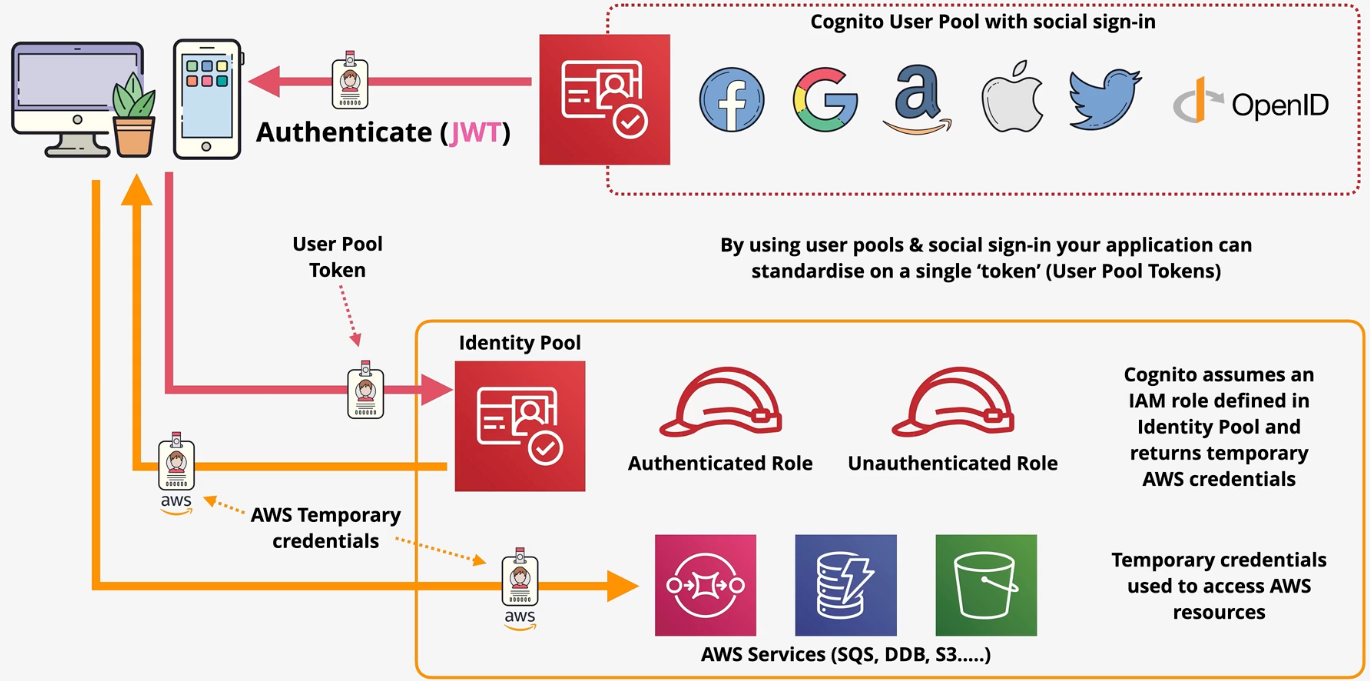 Cognito User Pool with social sign-in
OpenID
Authenticate (JWT)
User Pool
Token
By using user pools & social sign-in your application can
standardise on a single ‘token’ (User Pool Tokens)
Identity Pool
Authenticated Role
Unauthenticated Role
Cognito assumes an
IAM role defined in
Identity Pool and
returns temporary
AWS credentials
aws
AWS Temporary
credentials
aws
Temporary credentials
used to access AWS
resources
AWS Services (SQS, DDB, S3.....)